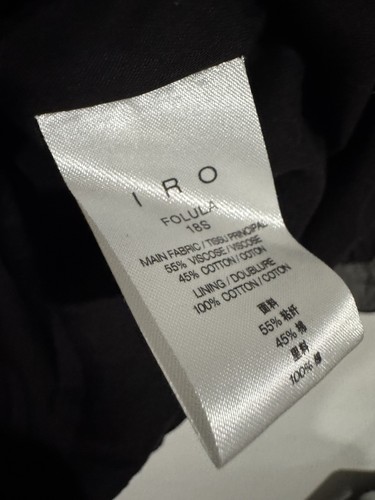 IRO
FOLULA
18S
MAIN FABRIC / TISSU PRINCIPAL
55% VISCOSE / VISCOSE
45% COTTON / COTON
LINING / DOUBLURE
100% COTTON / COTON
面料
55% 粘纤
45% 棉
里料
100% 棉